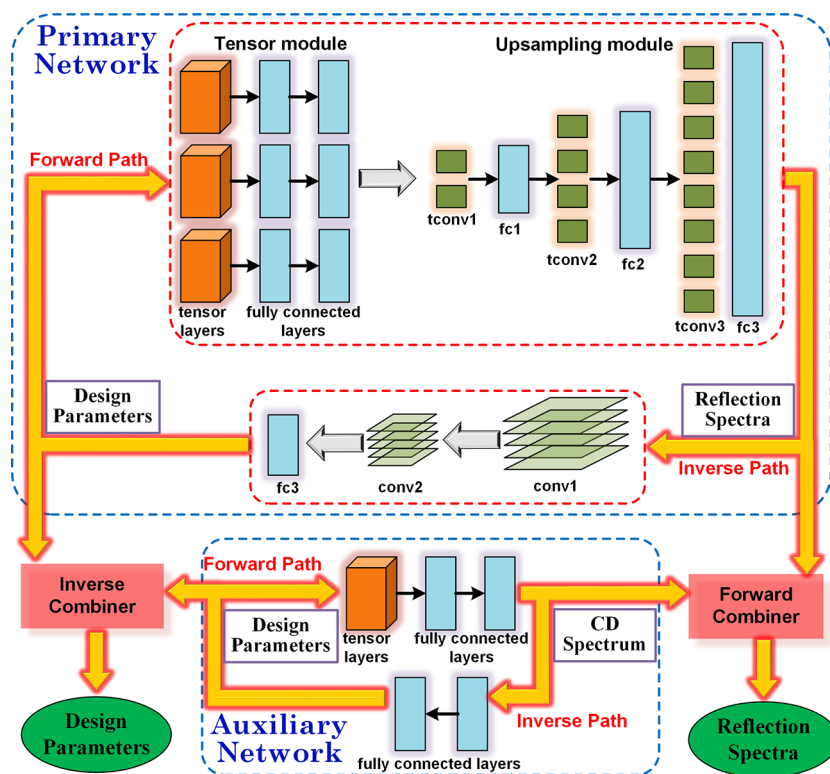 Primary
Network
Tensor module
Upsampling module
Forward Path
tconv1
fc1
tconv2
fc2
tconv3
fc3
tensor
layers
fully connected
layers
Design
Parameters
Reflection
Spectra
Inverse Path
fc3
conv2
conv1
Inverse
Combiner
Forward Path
Forward
Combiner
Design
Parameters
tensor
layers
fully connected
layers
CD
Spectrum
Inverse Path
Design
Parameters
Auxiliary
Network
fully connected layers
Reflection
Spectra